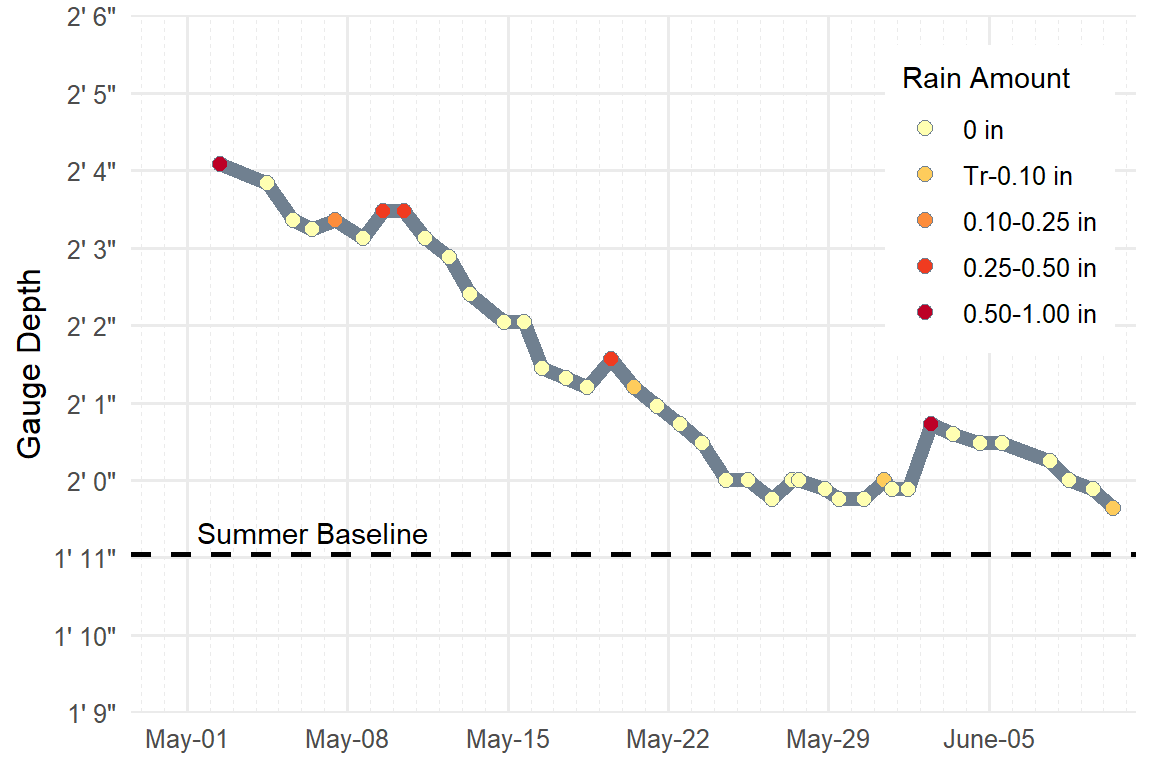 2' 6"
2' 5"
2' 4"
2' 3"
2' 2"
2' 1"
2' 0"
1' 11"
1' 10"
1' 9"
Gauge Depth
Rain Amount
0 in
Tr-0.10 in
0.10-0.25 in
0.25-0.50 in
0.50-1.00 in
Summer Baseline
May-01 May-08 May-15 May-22 May-29 June-05